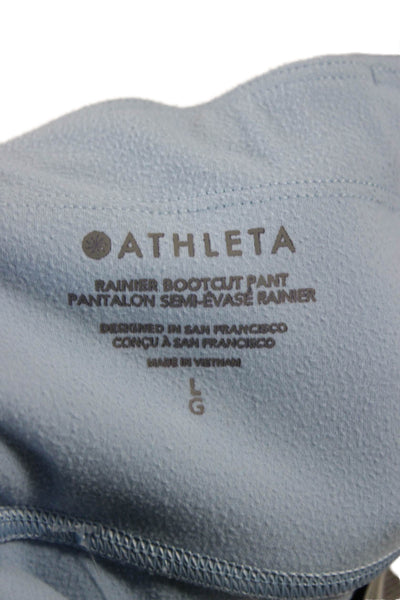 ATHLETA
RAINIER BOOTCUT PANT
PANTALON SEMI-ÉVASÉ RAINIER
DESIGNED IN SAN FRANCISCO
CONÇU À SAN FRANCISCO
MADE IN VIETNAM
L
G